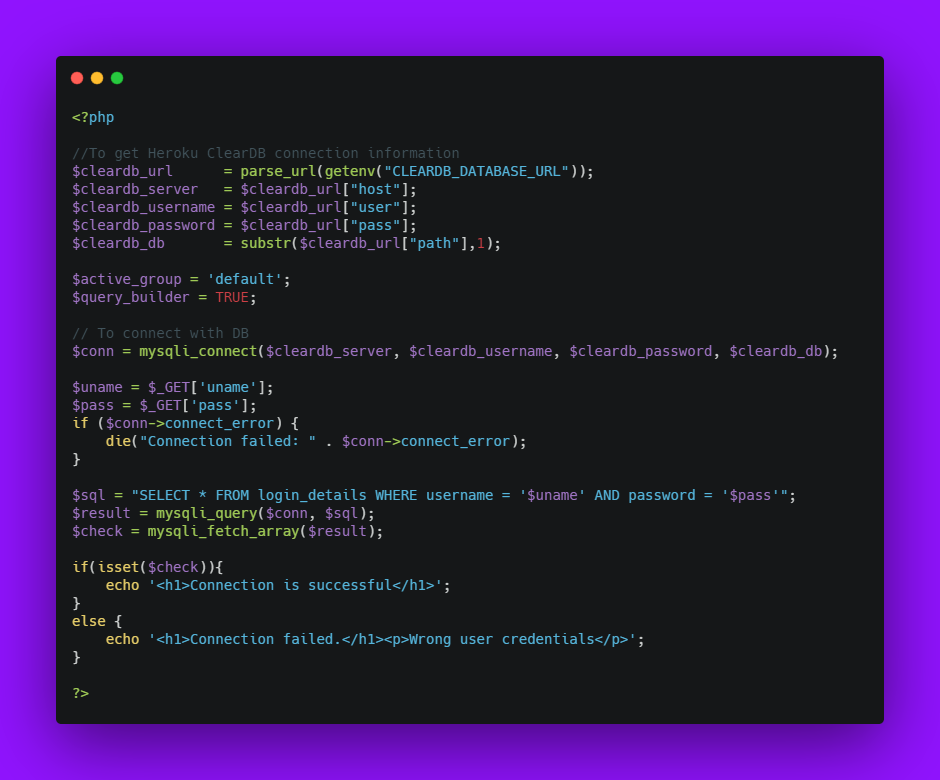 <?php
//To get Heroku ClearDB connection information
$cleardb_url      = parse_url(getenv("CLEARDB_DATABASE_URL"));
$cleardb_server   = $cleardb_url["host"];
$cleardb_username = $cleardb_url["user"];
$cleardb_password = $cleardb_url["pass"];
$cleardb_db       = substr($cleardb_url["path"],1);
$active_group = 'default';
$query_builder = TRUE;
// To connect with DB
$conn = mysqli_connect($cleardb_server, $cleardb_username, $cleardb_password, $cleardb_db);
$uname = $_GET['uname'];
$pass = $_GET['pass'];
if ($conn->connect_error) {
    die("Connection failed: " . $conn->connect_error);
}
$sql = "SELECT * FROM login_details WHERE username = '$uname' AND password = '$pass'";
$result = mysqli_query($conn, $sql);
$check = mysqli_fetch_array($result);
if(isset($check)){
    echo '<h1>Connection is successful</h1>';
}
else {
    echo '<h1>Connection failed.</h1><p>Wrong user credentials</p>';
}
?>